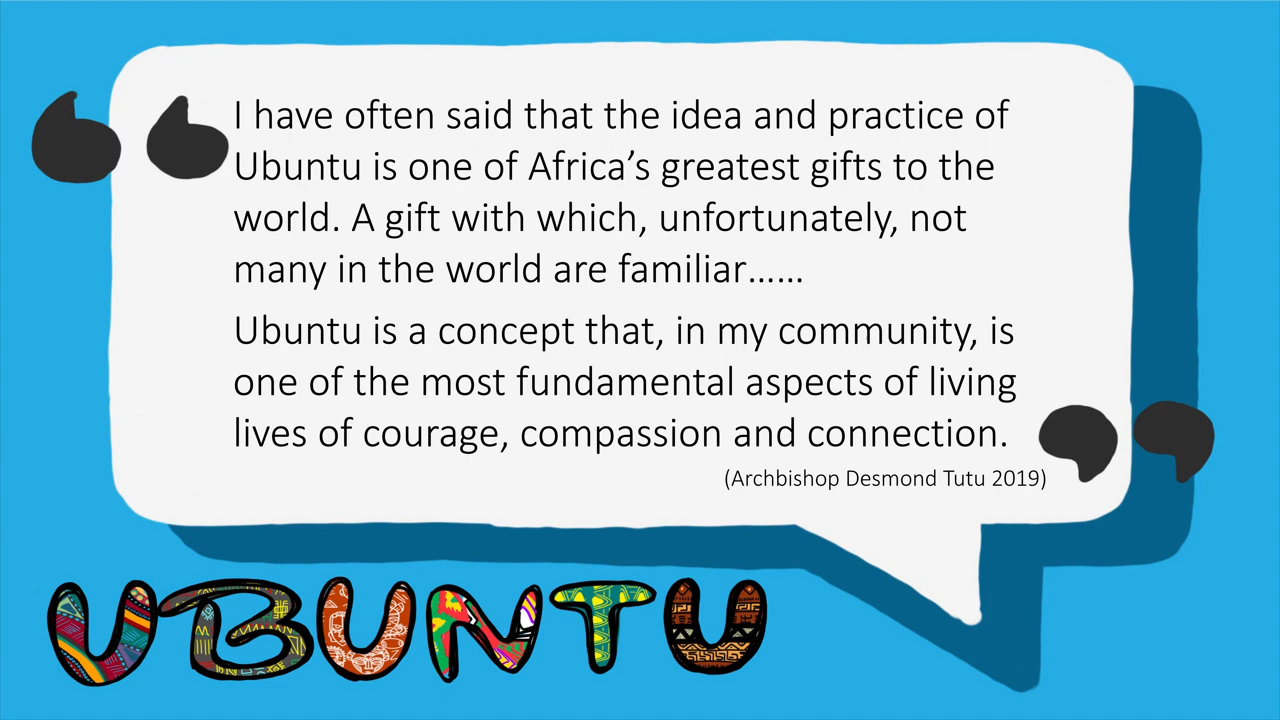 I have often said that the idea and practice of
Ubuntu is one of Africa’s greatest gifts to the
world. A gift with which, unfortunately, not
many in the world are familiar……
Ubuntu is a concept that, in my community, is
one of the most fundamental aspects of living
lives of courage, compassion and connection.
(Archbishop Desmond Tutu 2019)
UBUNTU